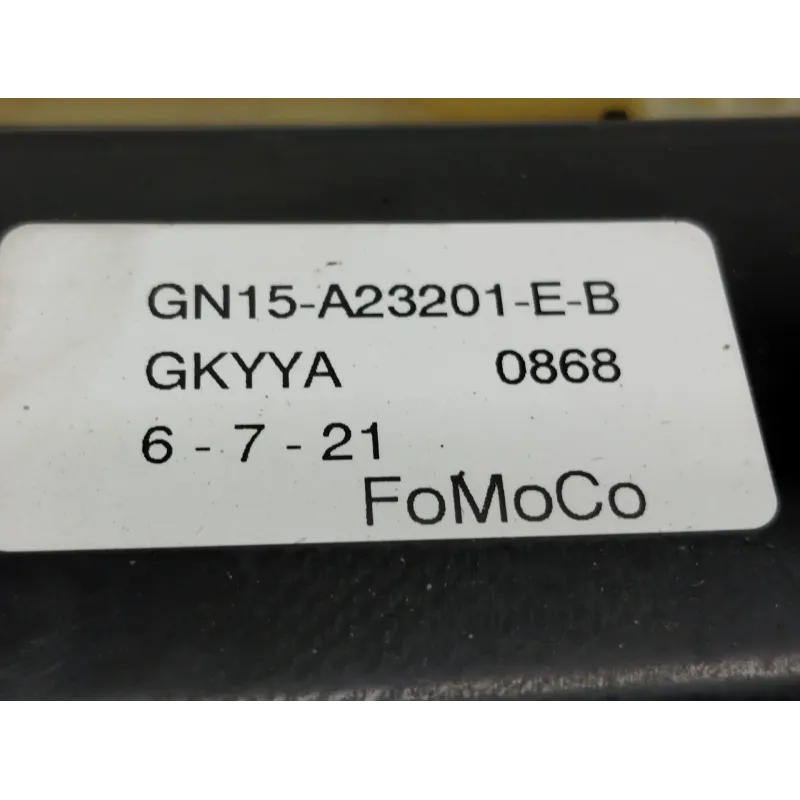 GN15-A23201-E-B
GKYYA 0868
6 - 7 - 21
FoMoCo